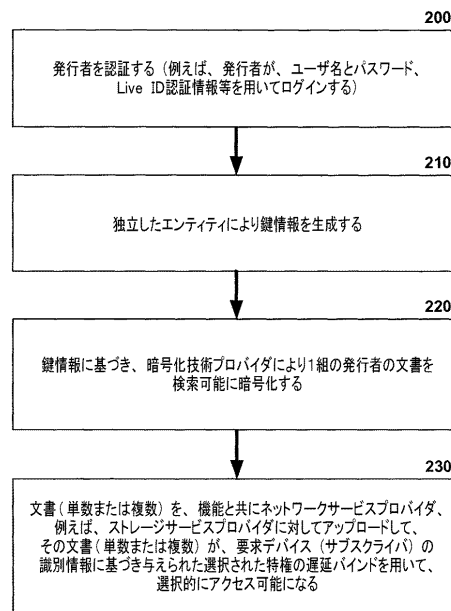 200
発行者を認証する（例えば、発行者が、ユーザ名とパスワード、
Live ID認証情報等を用いてログインする）
210
独立したエンティティにより鍵情報を生成する
220
鍵情報に基づき、暗号化技術プロバイダにより1組の発行者の文書を
検索可能に暗号化する
230
文書（単数または複数）を、機能と共にネットワークサービスプロバイダ、
例えば、ストレージサービスプロバイダに対してアップロードして、
その文書（単数または複数）が、要求デバイス（サブスクライバ）の
識別情報に基づき与えられた選択された特権の遅延バインドを用いて、
選択的にアクセス可能になる